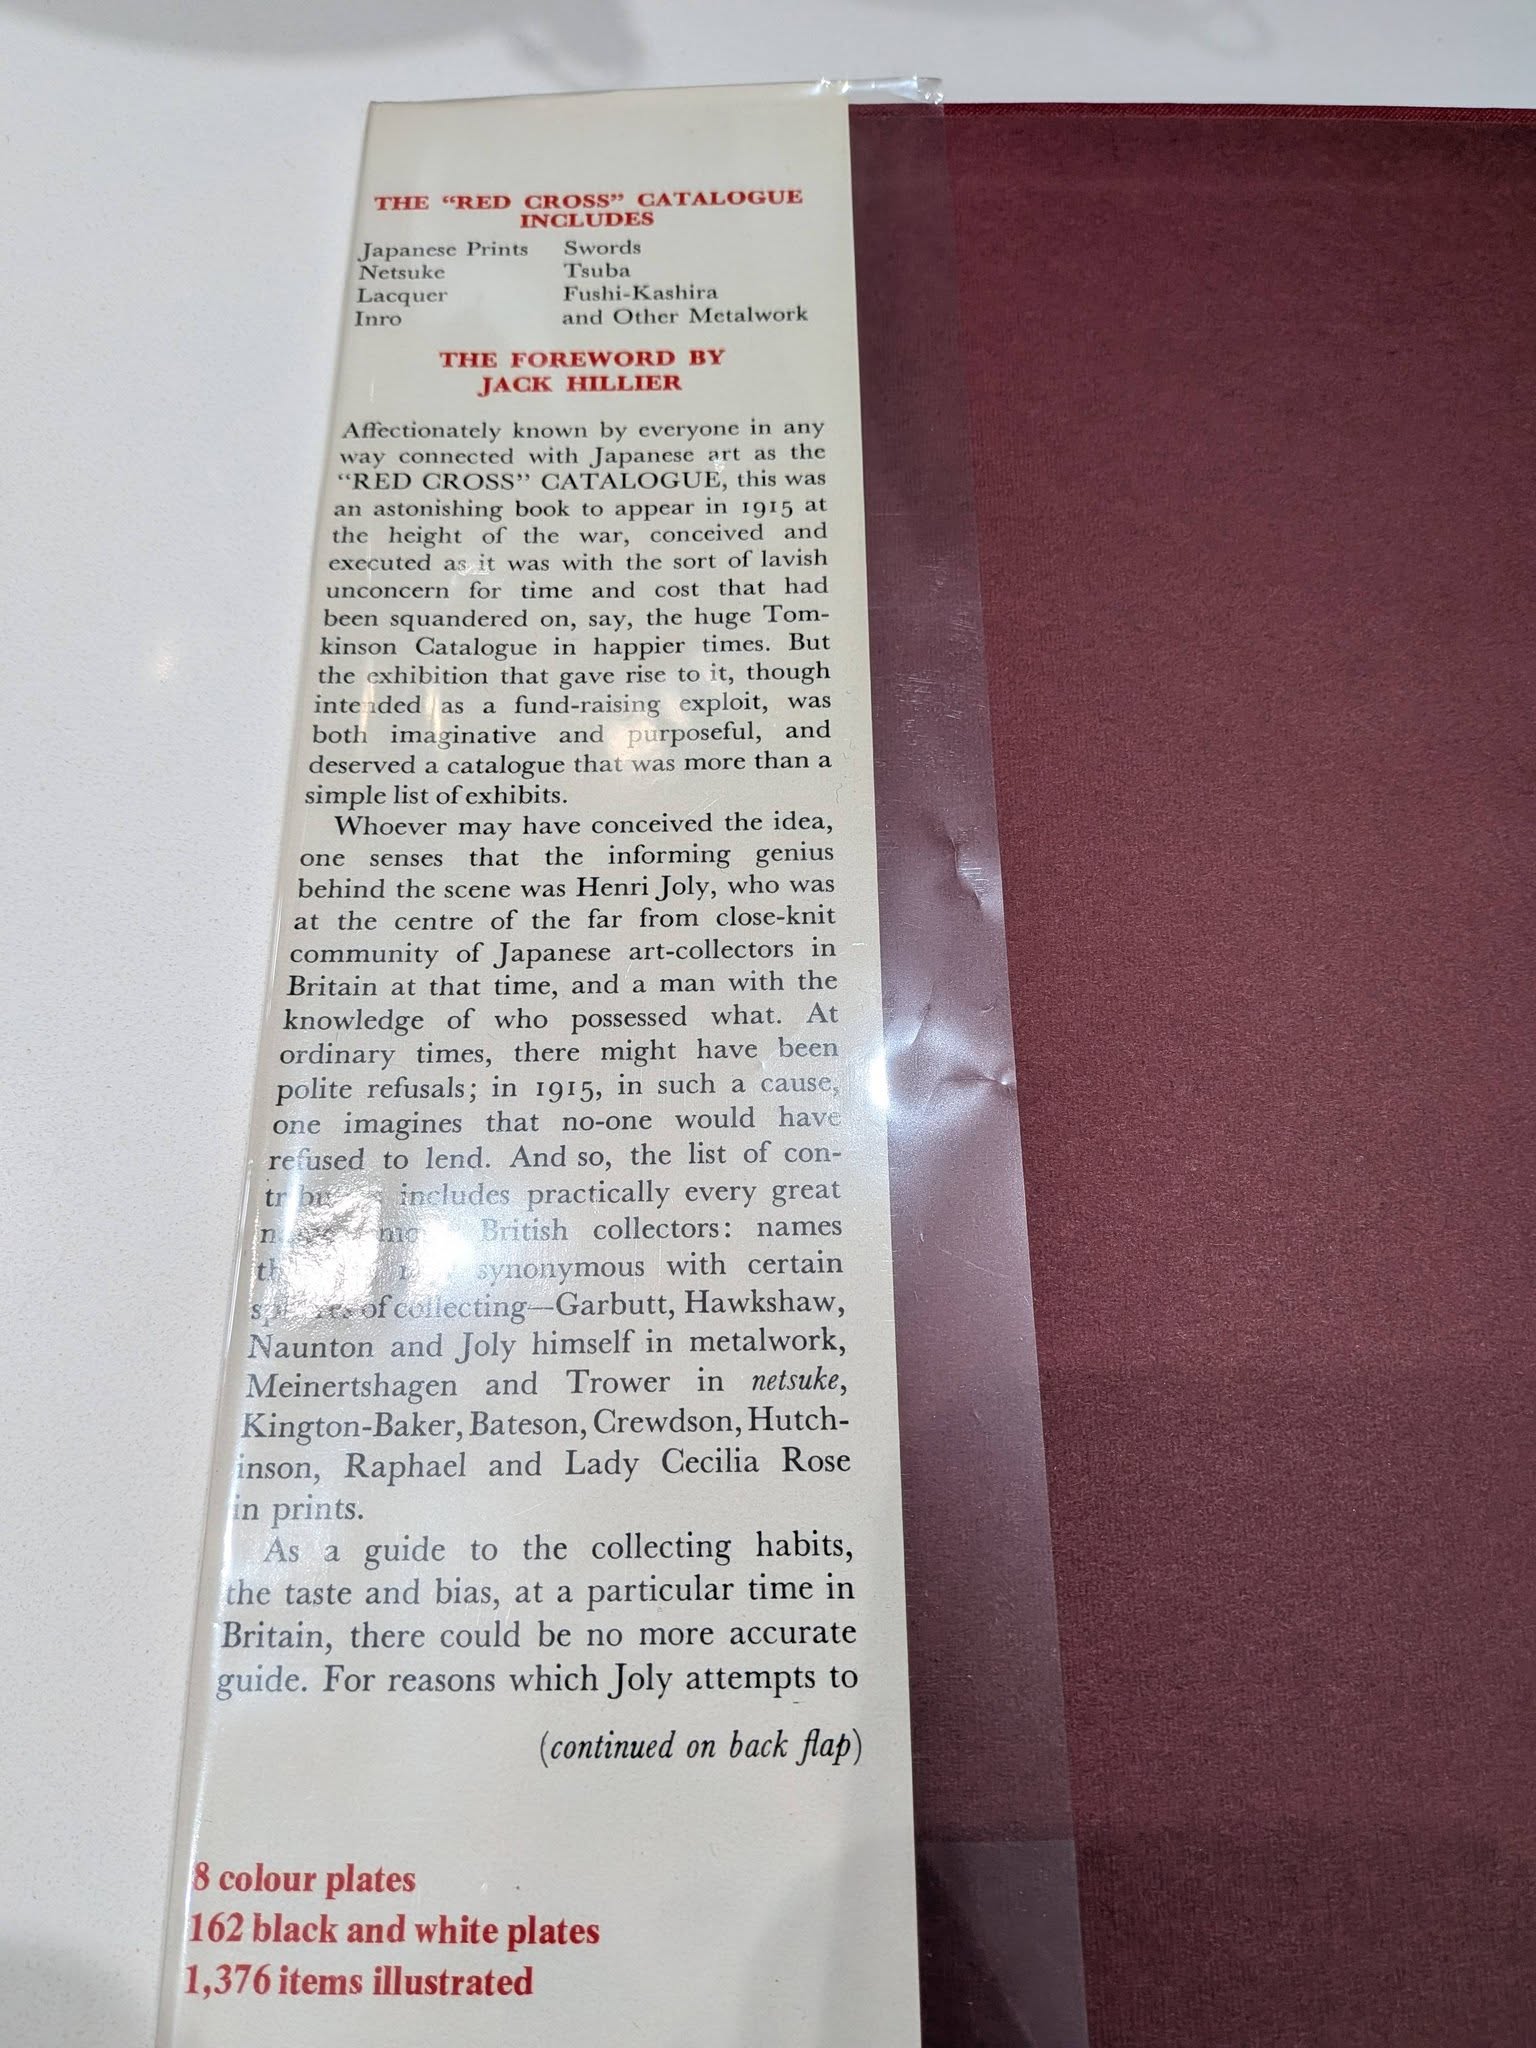 THE “RED CROSS” CATALOGUE
INCLUDES
Japanese Prints Swords
Netsuke Tsuba
Lacquer Fushi-Kashira
Inro and Other Metalwork
THE FOREWORD BY
JACK HILLIER
Affectionately known by everyone in any
way connected with Japanese art as the
“RED CROSS” CATALOGUE, this was
an astonishing book to appear in 1915 at
the height of the war, conceived and
executed as it was with the sort of lavish
unconcern for time and cost that had
been squandered on, say, the huge Tom-
kinson Catalogue in happier times. But
the exhibition that gave rise to it, though
intended as a fund-raising exploit, was
both imaginative and purposeful, and
deserved a catalogue that was more than a
simple list of exhibits.
Whoever may have conceived the idea,
one senses that the informing genius
behind the scene was Henri Joly, who was
at the centre of the far from close-knit
community of Japanese art-collectors in
Britain at that time, and a man with the
knowledge of who possessed what. At
ordinary times, there might have been
polite refusals; in 1915, in such a cause,
one imagines that no-one would have
refused to lend. And so, the list of con-
includes practically every great
British collectors: names
synonymous with certain
of collecting—Garbutt, Hawkshaw,
Naunton and Joly himself in metalwork,
Meinertshagen and Trower in netsuke,
Kington-Baker, Bateson, Crewdson, Hutch-
inson, Raphael and Lady Cecilia Rose
in prints.
As a guide to the collecting habits,
the taste and bias, at a particular time in
Britain, there could be no more accurate
guide. For reasons which Joly attempts to
(continued on back flap)
8 colour plates
162 black and white plates
1,376 items illustrated